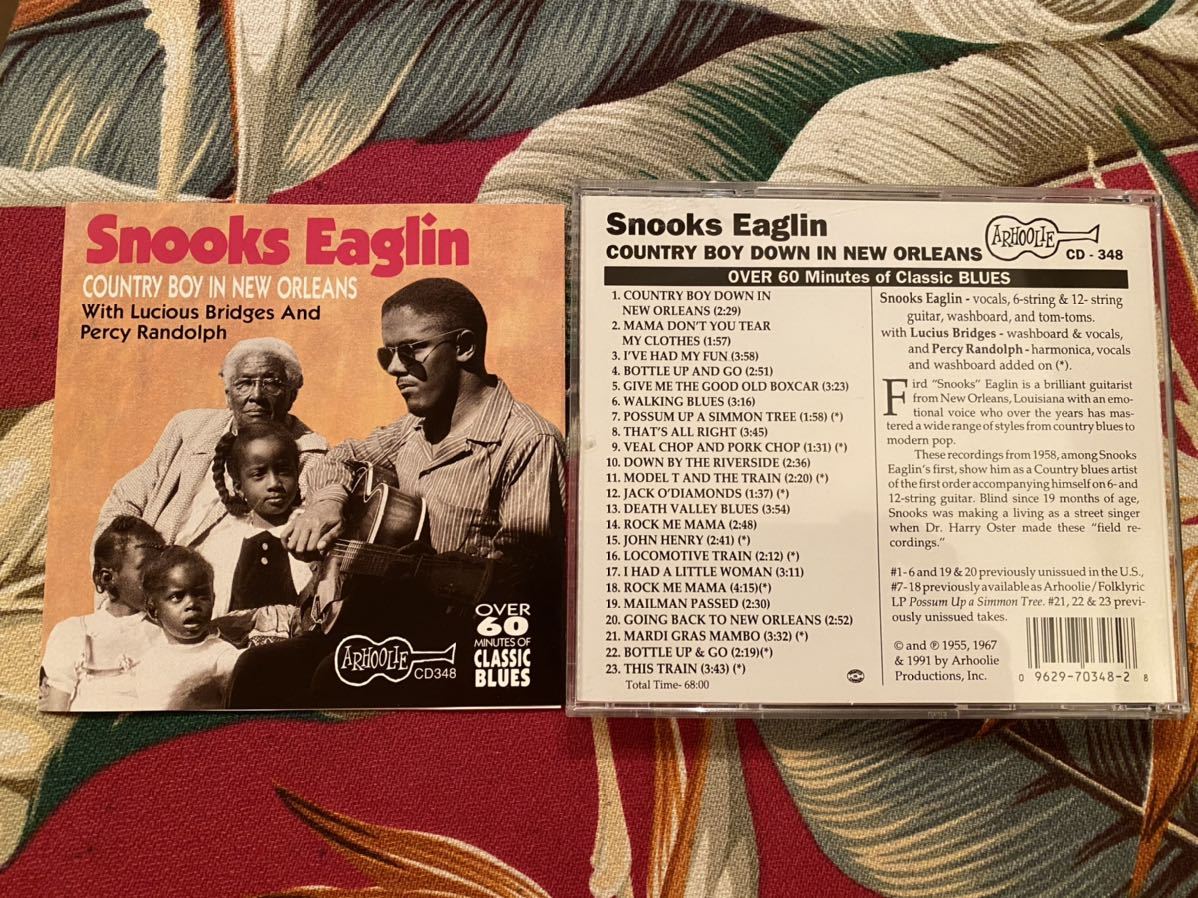 Snooks Eaglin
COUNTRY BOY IN NEW ORLEANS
With Lucious Bridges And
Percy Randolph
OVER
60
MINUTES OF
CLASSIC
BLUES
ARHOOLIE
CD348
Snooks Eaglin
COUNTRY BOY DOWN IN NEW ORLEANS
ARHOOLIE
CD - 348
OVER 60 Minutes of Classic BLUES
1. COUNTRY BOY DOWN IN
NEW ORLEANS (2:29)
2. MAMA DON'T YOU TEAR
MY CLOTHES (1:57)
3. I'VE HAD MY FUN (3:58)
4. BOTTLE UP AND GO (2:51)
5. GIVE ME THE GOOD OLD BOXCAR (3:23)
6. WALKING BLUES (3:16)
7. POSSUM UP A SIMMON TREE (1:58) (*)
8. THAT'S ALL RIGHT (3:45)
9. VEAL CHOP AND PORK CHOP (1:31) (*)
10. DOWN BY THE RIVERSIDE (2:36)
11. MODEL T AND THE TRAIN (2:20) (*)
12. JACK O'DIAMONDS (1:37) (*)
13. DEATH VALLEY BLUES (3:54)
14. ROCK ME MAMA (2:48)
15. JOHN HENRY (2:41) (*)
16. LOCOMOTIVE TRAIN (2:12) (*)
17. I HAD A LITTLE WOMAN (3:11)
18. ROCK ME MAMA (4:15)(*)
19. MAILMAN PASSED (2:30)
20. GOING BACK TO NEW ORLEANS (2:52)
21. MARDI GRAS MAMBO (3:32) (*)
22. BOTTLE UP & GO (2:19)(*)
23. THIS TRAIN (3:43) (*)
Total Time- 68:00
Snooks Eaglin - vocals, 6-string & 12- string
guitar, washboard, and tom-toms.
with Lucius Bridges - washboard & vocals,
and Percy Randolph - harmonica, vocals
and washboard added on (*).
Fird "Snooks" Eaglin is a brilliant guitarist
from New Orleans, Louisiana with an emo-
tional voice who over the years has mas-
tered a wide range of styles from country blues to
modern pop.
These recordings from 1958, among Snooks
Eaglin's first, show him as a Country blues artist
of the first order accompanying himself on 6- and
12-string guitar. Blind since 19 months of age,
Snooks was making a living as a street singer
when Dr. Harry Oster made these "field re-
cordings."
#1- 6 and 19 & 20 previously unissued in the U.S.,
#7- 18 previously available as Arhoolie/Folklyric
LP Possum Up a Simmon Tree. #21, 22 & 23 previ-
ously unissued takes.
© and ℗ 1955, 1967
& 1991 by Arhoolie
Productions, Inc.
0 9629-70348-2 8